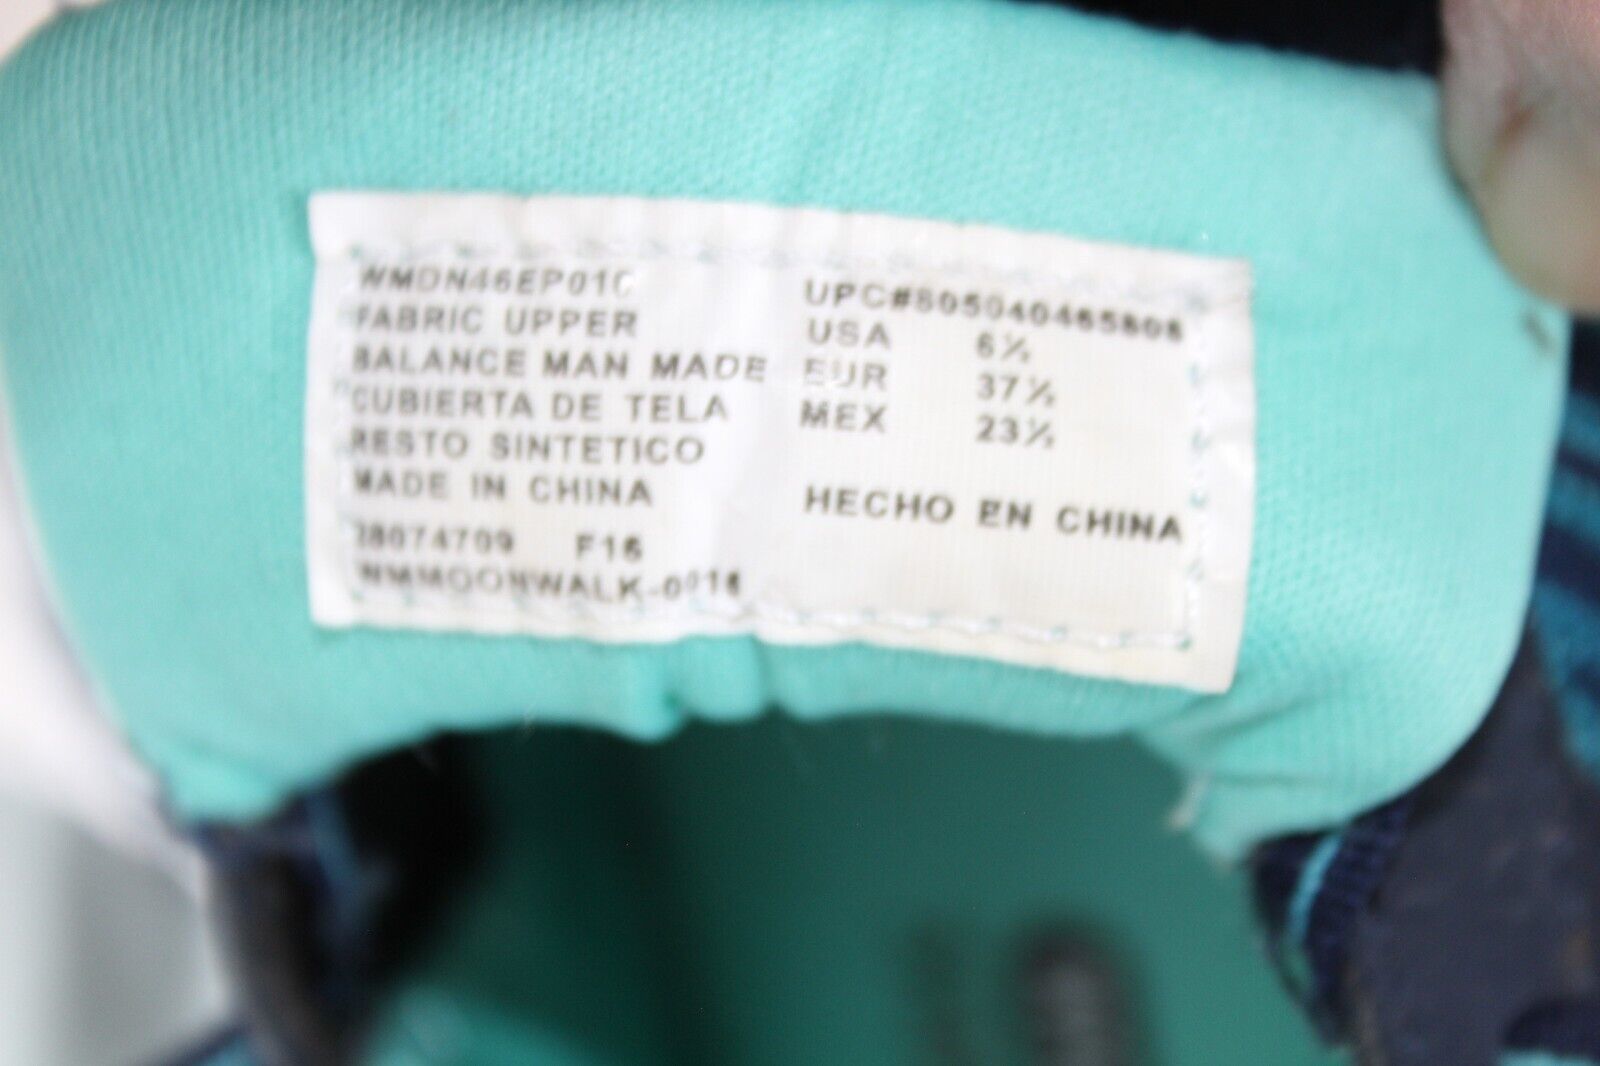 WMDN46EP010
FABRIC UPPER
BALANCE MAN MADE
CUBIERTA DE TELA
RESTO SINTETICO
MADE IN CHINA
F16
UPC#805040465808
USA 6½
EUR 37½
MEX 23½
HECHO EN CHINA